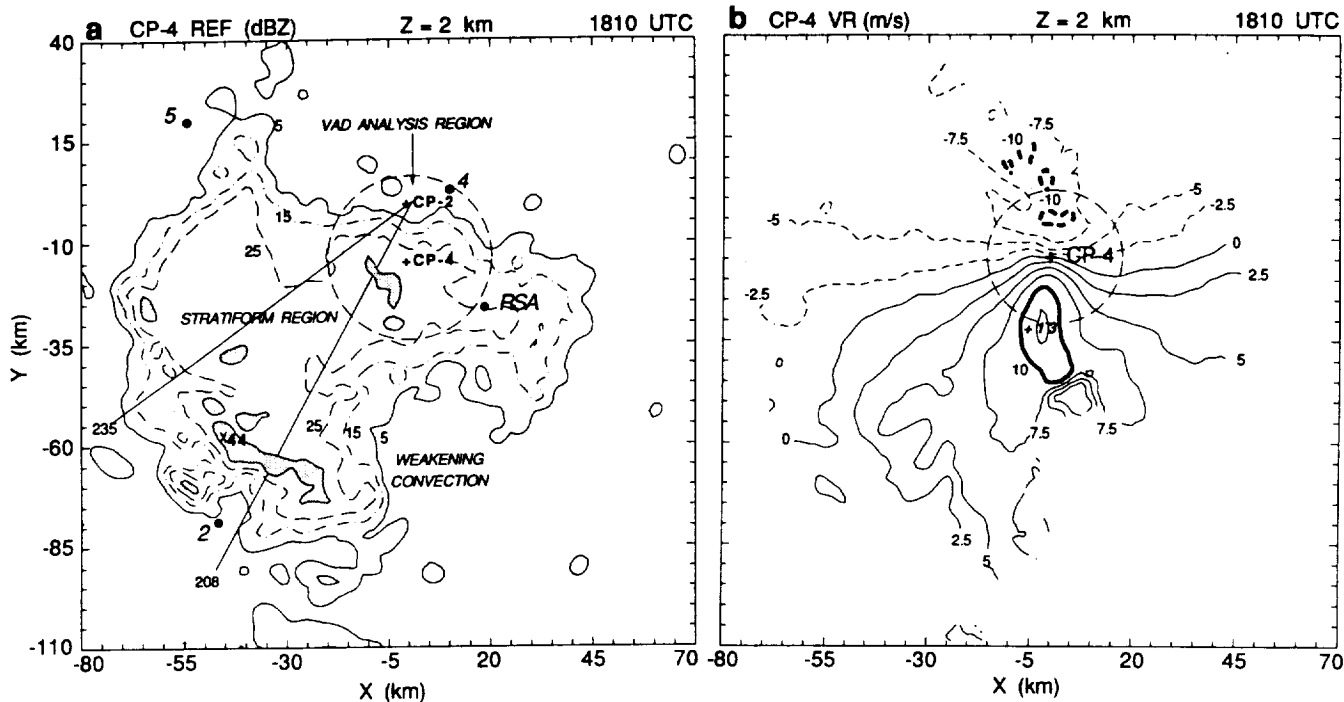 a CP-4 REF (dBZ) Z = 2 km 1810 UTC
40
15
-10
-35
-60
-85
-110
Y (km)
-80 -55 -30 -5 20 45 70
X (km)
5
5
VAD ANALYSIS REGION
4
+CP-2
15
25
+CP-4
RSA
STRATIFORM REGION
235
x44
25
15
5
WEAKENING
CONVECTION
2
208
b CP-4 VR (m/s) Z = 2 km 1810 UTC
-7.5
-10
-7.5
-10
-5
-2.5
-5
CP-4
0
2.5
-2.5
+13
5
10
0
7.5
7.5
2.5
5
-80 -55 -30 -5 20 45 70
X (km)